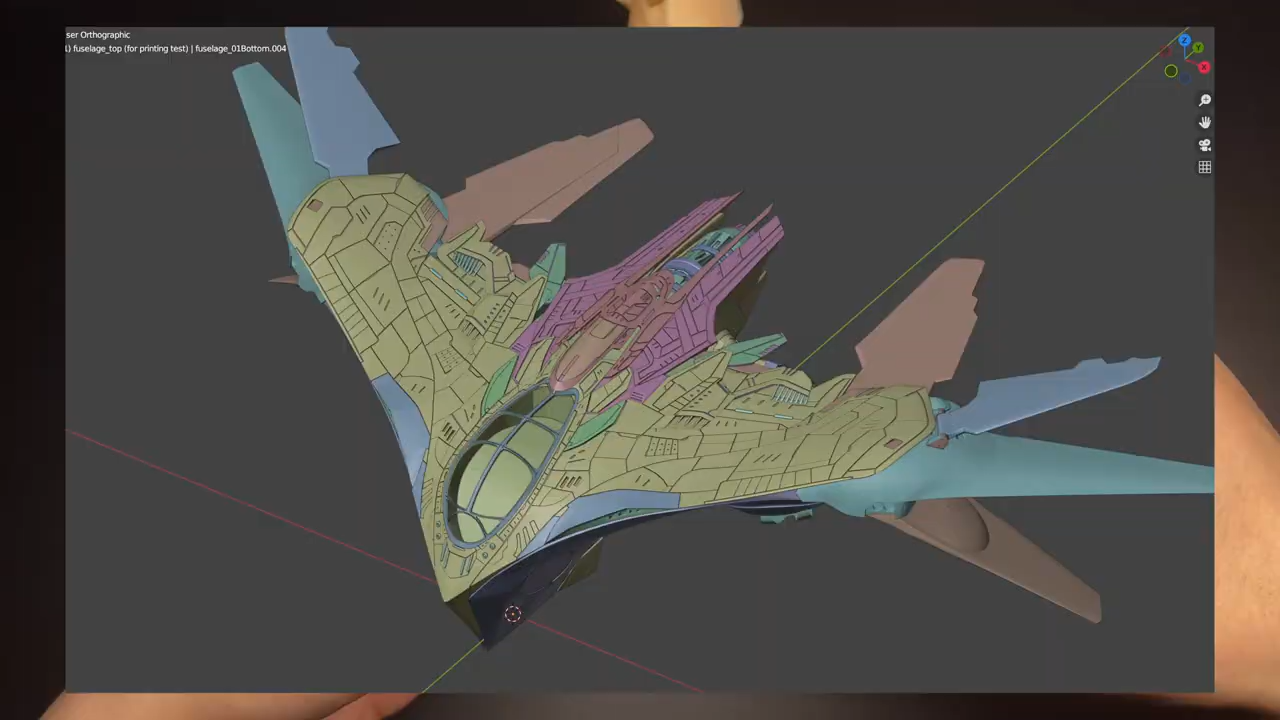 ser Orthographic
) fuselage_top (for printing test) | fuselage_01Bottom.004
Z
Y
X